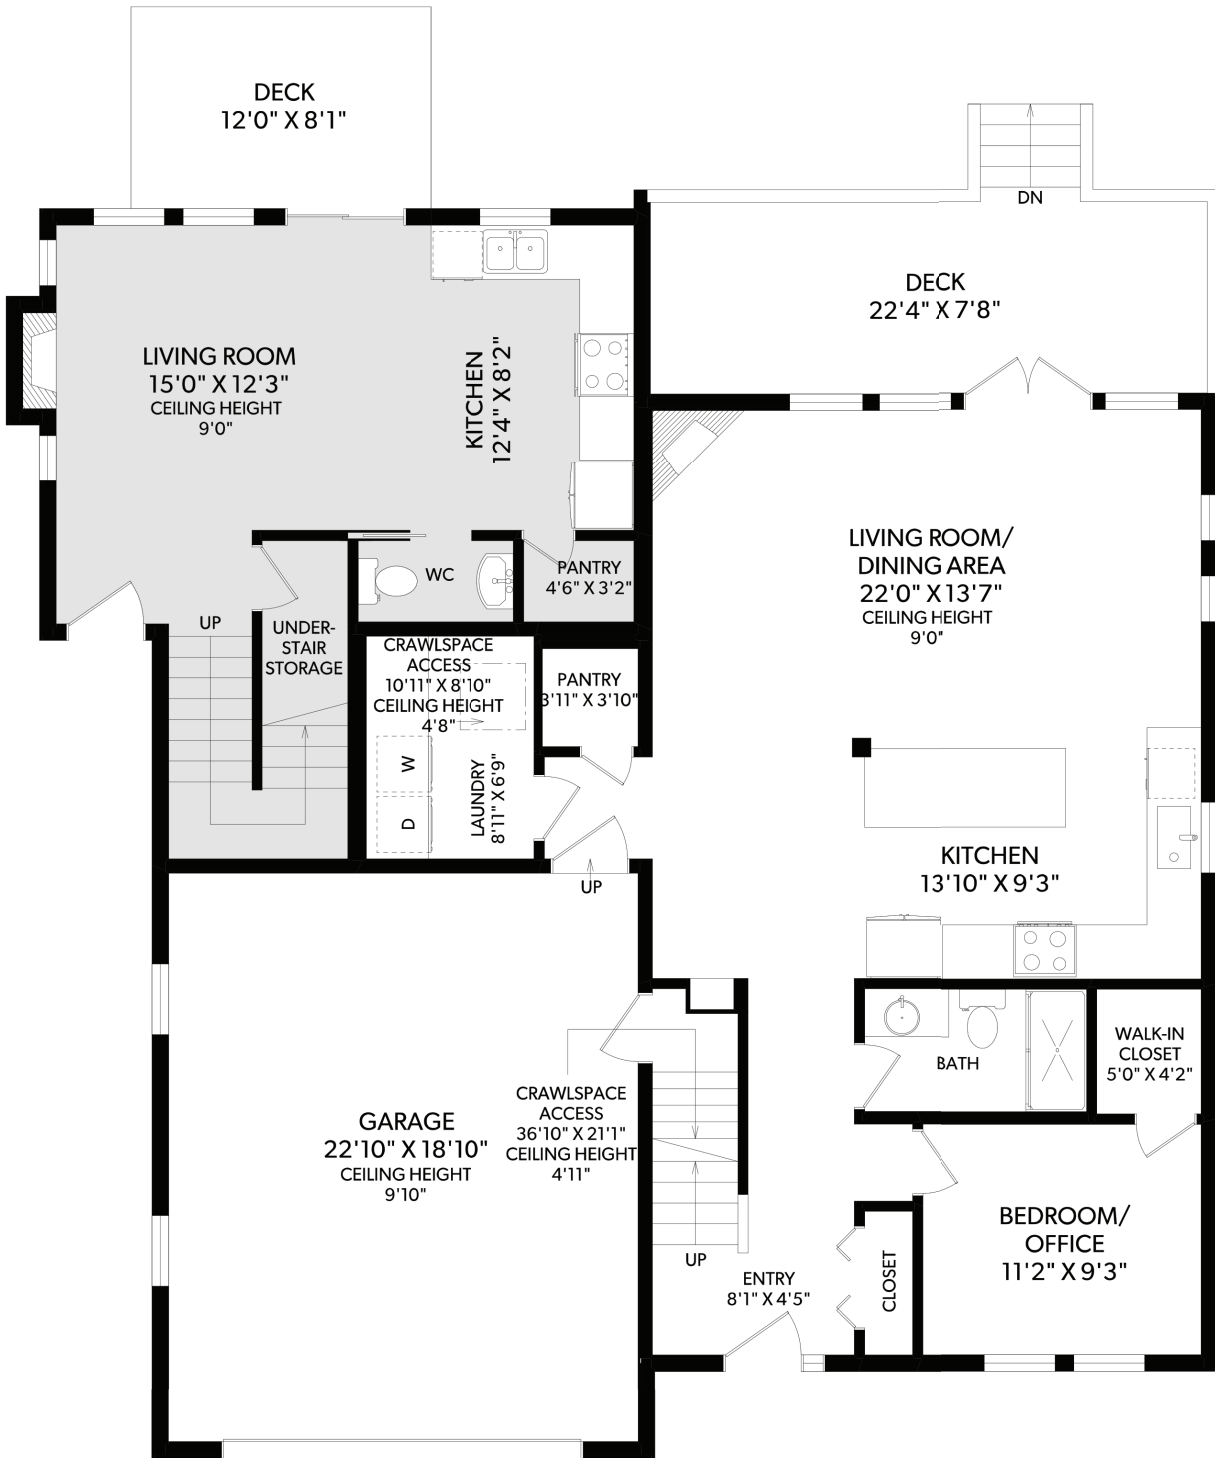 DECK
12'0" X 8'1"
DN
DECK
22'4" X 7'8"
LIVING ROOM
15'0" X 12'3"
CEILING HEIGHT
9'0"
KITCHEN
12'4" X 8'2"
WC
PANTRY
4'6" X 3'2"
UP
UNDER-
STAIR
STORAGE
CRAWLSPACE
ACCESS
10'11" X 8'10"
CEILING HEIGHT
4'8"
PANTRY
3'11" X 3'10"
W
D
LAUNDRY
8'11" X 6'9"
UP
LIVING ROOM/
DINING AREA
22'0" X 13'7"
CEILING HEIGHT
9'0"
KITCHEN
13'10" X 9'3"
GARAGE
22'10" X 18'10"
CEILING HEIGHT
9'10"
CRAWLSPACE
ACCESS
36'10" X 21'1"
CEILING HEIGHT
4'11"
UP
BATH
WALK-IN
CLOSET
5'0" X 4'2"
BEDROOM/
OFFICE
11'2" X 9'3"
CLOSET
ENTRY
8'1" X 4'5"